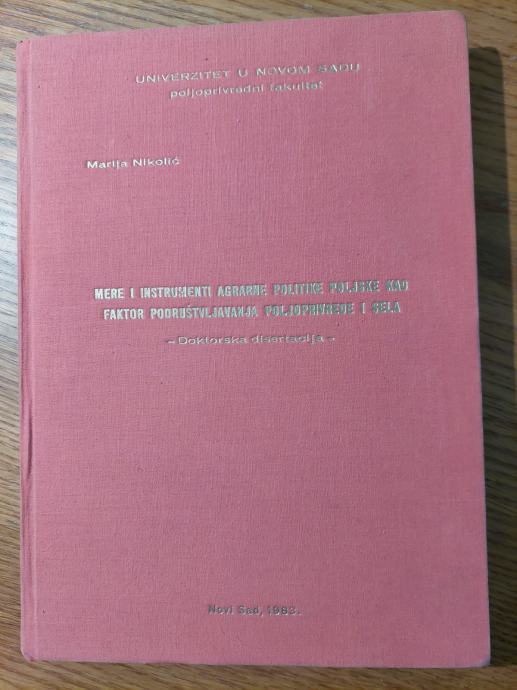 UNIVERZITET U NOVOM SADU
poljoprivredni fakultet
Marija Nikolić
MERE I INSTRUMENTI AGRARNE POLITIKE POLJSKE KAO
FAKTOR PODRUŠTVLJAVANJA POLJOPRIVREDE I SELA
– Doktorska disertacija –
Novi Sad, 1983.